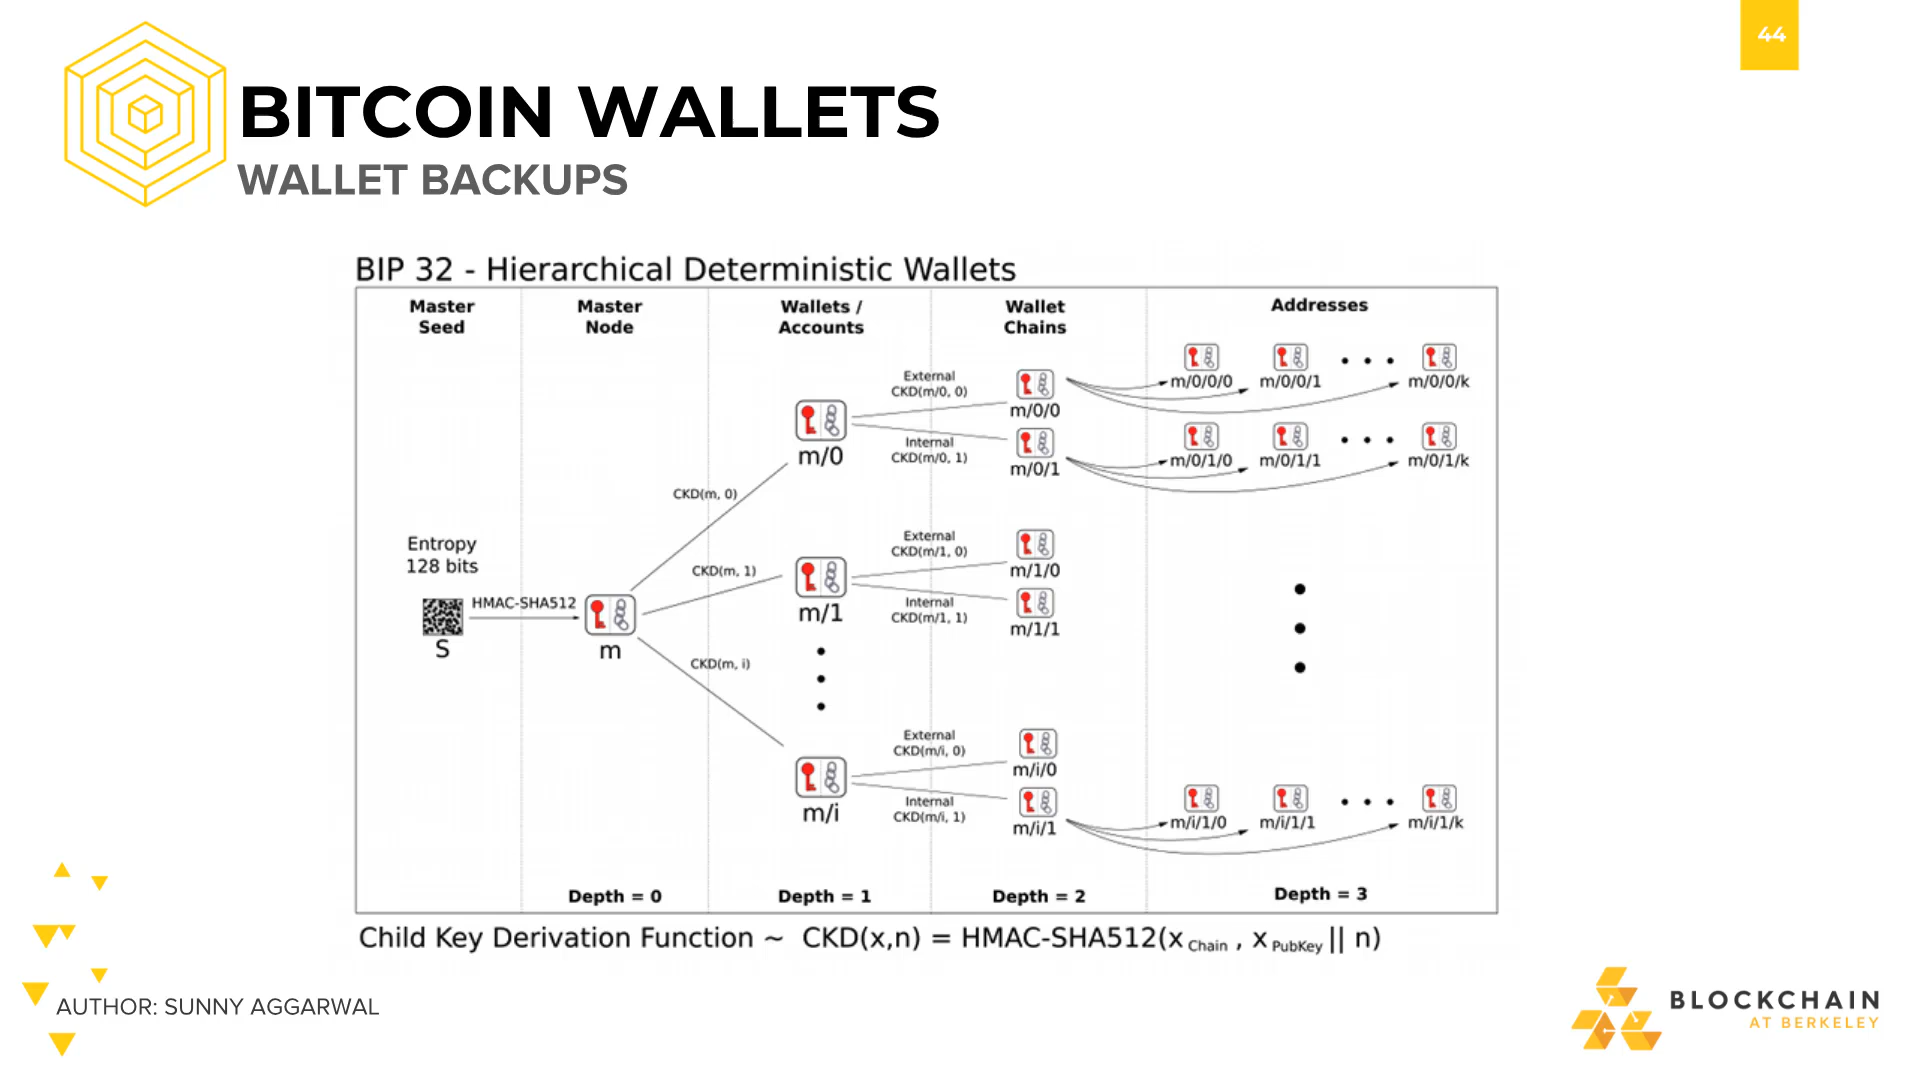 44
BITCOIN WALLETS
WALLET BACKUPS
BIP 32 - Hierarchical Deterministic Wallets
Master
Seed
Master
Node
Wallets /
Accounts
Wallet
Chains
Addresses
Entropy
128 bits
HMAC-SHA512
S
m
CKD(m, 0)
CKD(m, 1)
CKD(m, i)
m/0
m/1
m/i
External
CKD(m/0, 0)
Internal
CKD(m/0, 1)
External
CKD(m/1, 0)
Internal
CKD(m/1, 1)
External
CKD(m/i, 0)
Internal
CKD(m/i, 1)
m/0/0
m/0/1
m/1/0
m/1/1
m/i/0
m/i/1
m/0/0/0 m/0/0/1 m/0/0/k
m/0/1/0 m/0/1/1 m/0/1/k
m/i/1/0 m/i/1/1 m/i/1/k
Depth = 0
Depth = 1
Depth = 2
Depth = 3
Child Key Derivation Function ~ CKD(x,n) = HMAC-SHA512(x Chain , x PubKey || n)
AUTHOR: SUNNY AGGARWAL
BLOCKCHAIN
AT BERKELEY